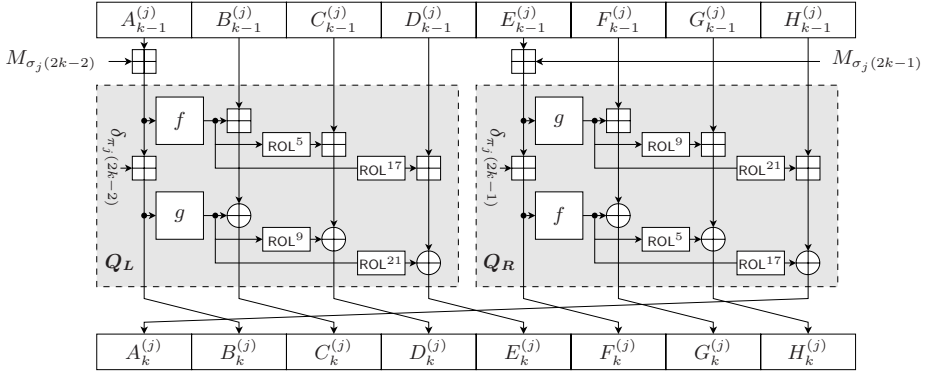 A_{k-1}^{(j)} B_{k-1}^{(j)} C_{k-1}^{(j)} D_{k-1}^{(j)} E_{k-1}^{(j)} F_{k-1}^{(j)} G_{k-1}^{(j)} H_{k-1}^{(j)}
M_{σ_j(2k−2)} M_{σ_j(2k−1)}
f g
ROL^5 ROL^9
δ_{π_j(2k−2)} ROL^{17} δ_{π_j(2k−1)} ROL^{21}
g f
ROL^9 ROL^5
Q_L ROL^{21} Q_R ROL^{17}
A_k^{(j)} B_k^{(j)} C_k^{(j)} D_k^{(j)} E_k^{(j)} F_k^{(j)} G_k^{(j)} H_k^{(j)}